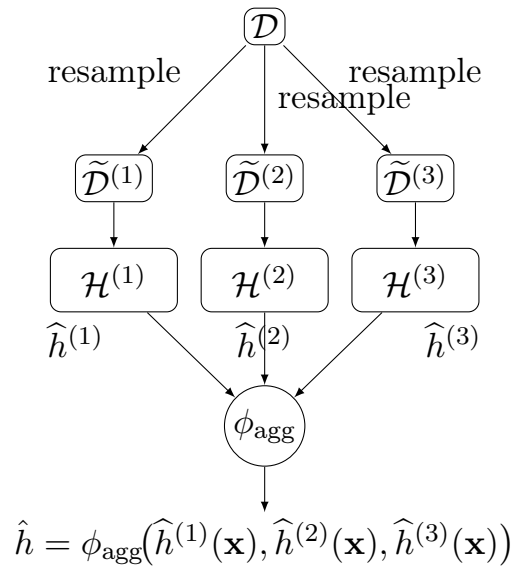 𝒟
resample resample
resample
𝒟̃⁽¹⁾ 𝒟̃⁽²⁾ 𝒟̃⁽³⁾
ℋ⁽¹⁾ ℋ⁽²⁾ ℋ⁽³⁾
ĥ⁽¹⁾ ĥ⁽²⁾ ĥ⁽³⁾
ϕ_agg
ĥ = ϕ_agg(ĥ⁽¹⁾(𝐱), ĥ⁽²⁾(𝐱), ĥ⁽³⁾(𝐱))